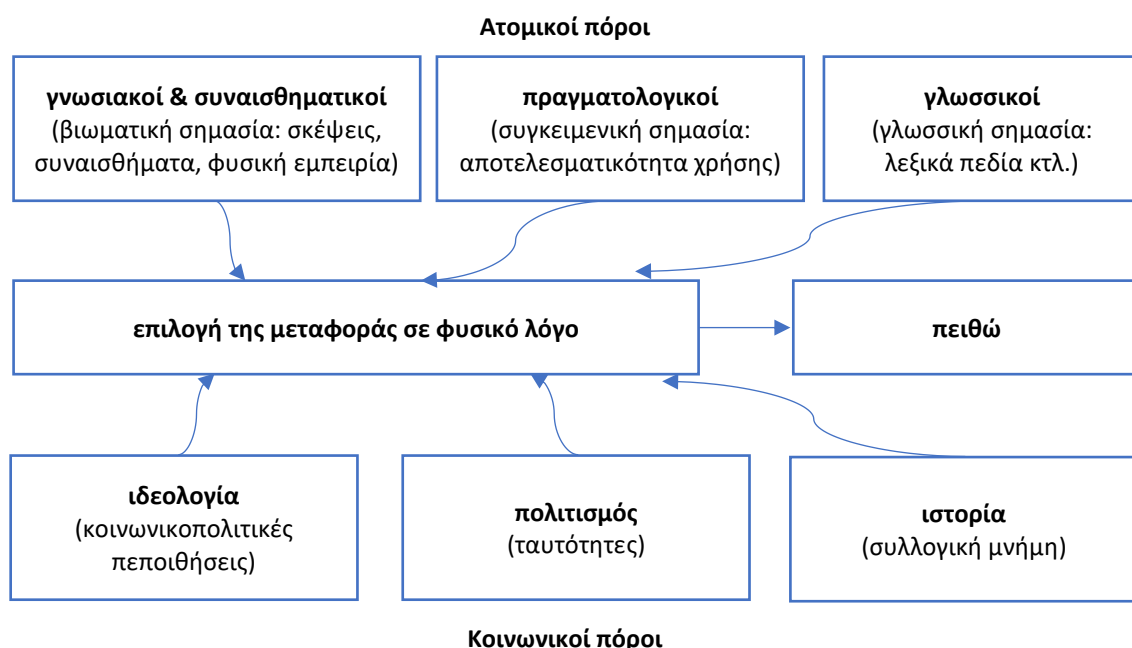 Ατομικοί πόροι
γνωσιακοί & συναισθηματικοί
(βιωματική σημασία: σκέψεις,
συναισθήματα, φυσική εμπειρία)
πραγματολογικοί
(συγκειμενική σημασία:
αποτελεσματικότητα χρήσης)
γλωσσικοί
(γλωσσική σημασία:
λεξικά πεδία κτλ.)
επιλογή της μεταφοράς σε φυσικό λόγο
πειθώ
ιδεολογία
(κοινωνικοπολιτικές
πεποιθήσεις)
πολιτισμός
(ταυτότητες)
ιστορία
(συλλογική μνήμη)
Κοινωνικοί πόροι